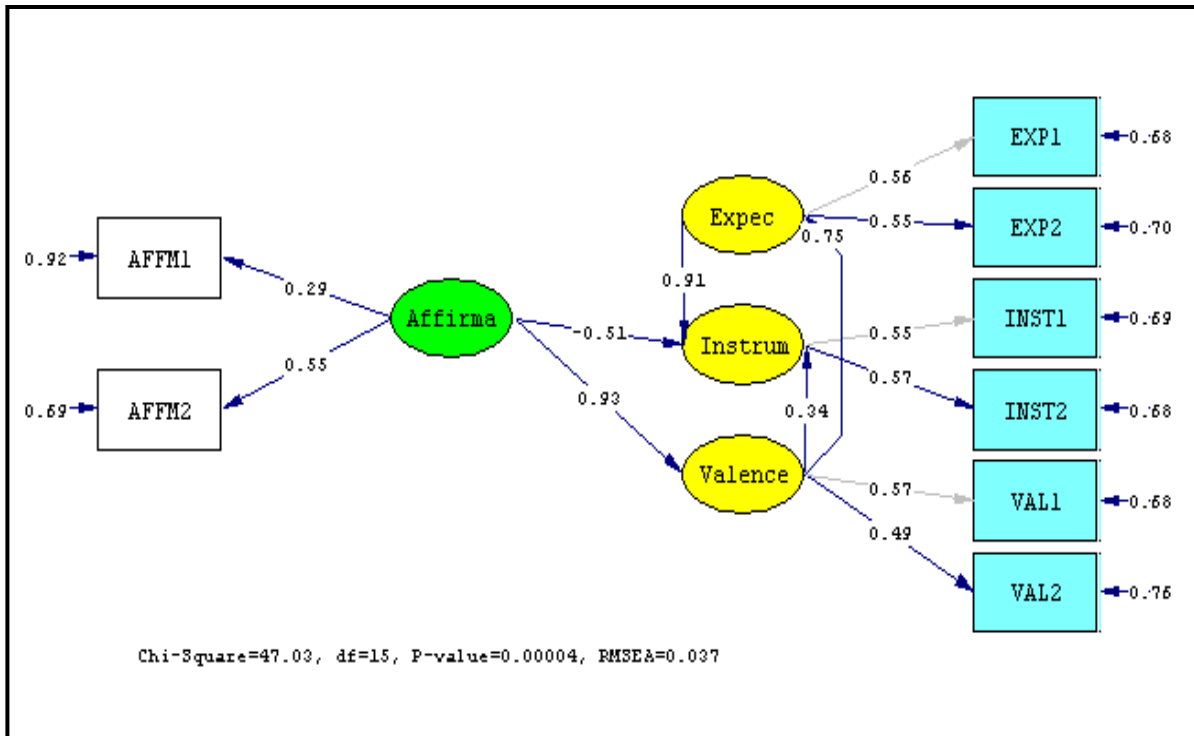 EXP1
0.68
0.56
Expec
0.55
EXP2
0.70
0.75
0.92
AFFM1
0.29
0.91
Affirma
-0.51
Instrum
0.55
INST1
0.69
0.57
INST2
0.68
0.55
0.69
AFFM2
0.93
0.34
Valence
0.57
VAL1
0.68
0.49
VAL2
0.76
Chi-Square=47.03, df=15, P-value=0.00004, RMSEA=0.037